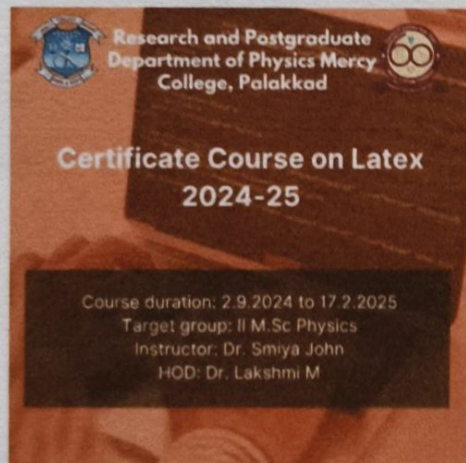 Research and Postgraduate
Department of Physics Mercy
College, Palakkad
Certificate Course on Latex
2024-25
Course duration: 2.9.2024 to 17.2.2025
Target group: II M.Sc Physics
Instructor: Dr. Smiya John
HOD: Dr. Lakshmi M